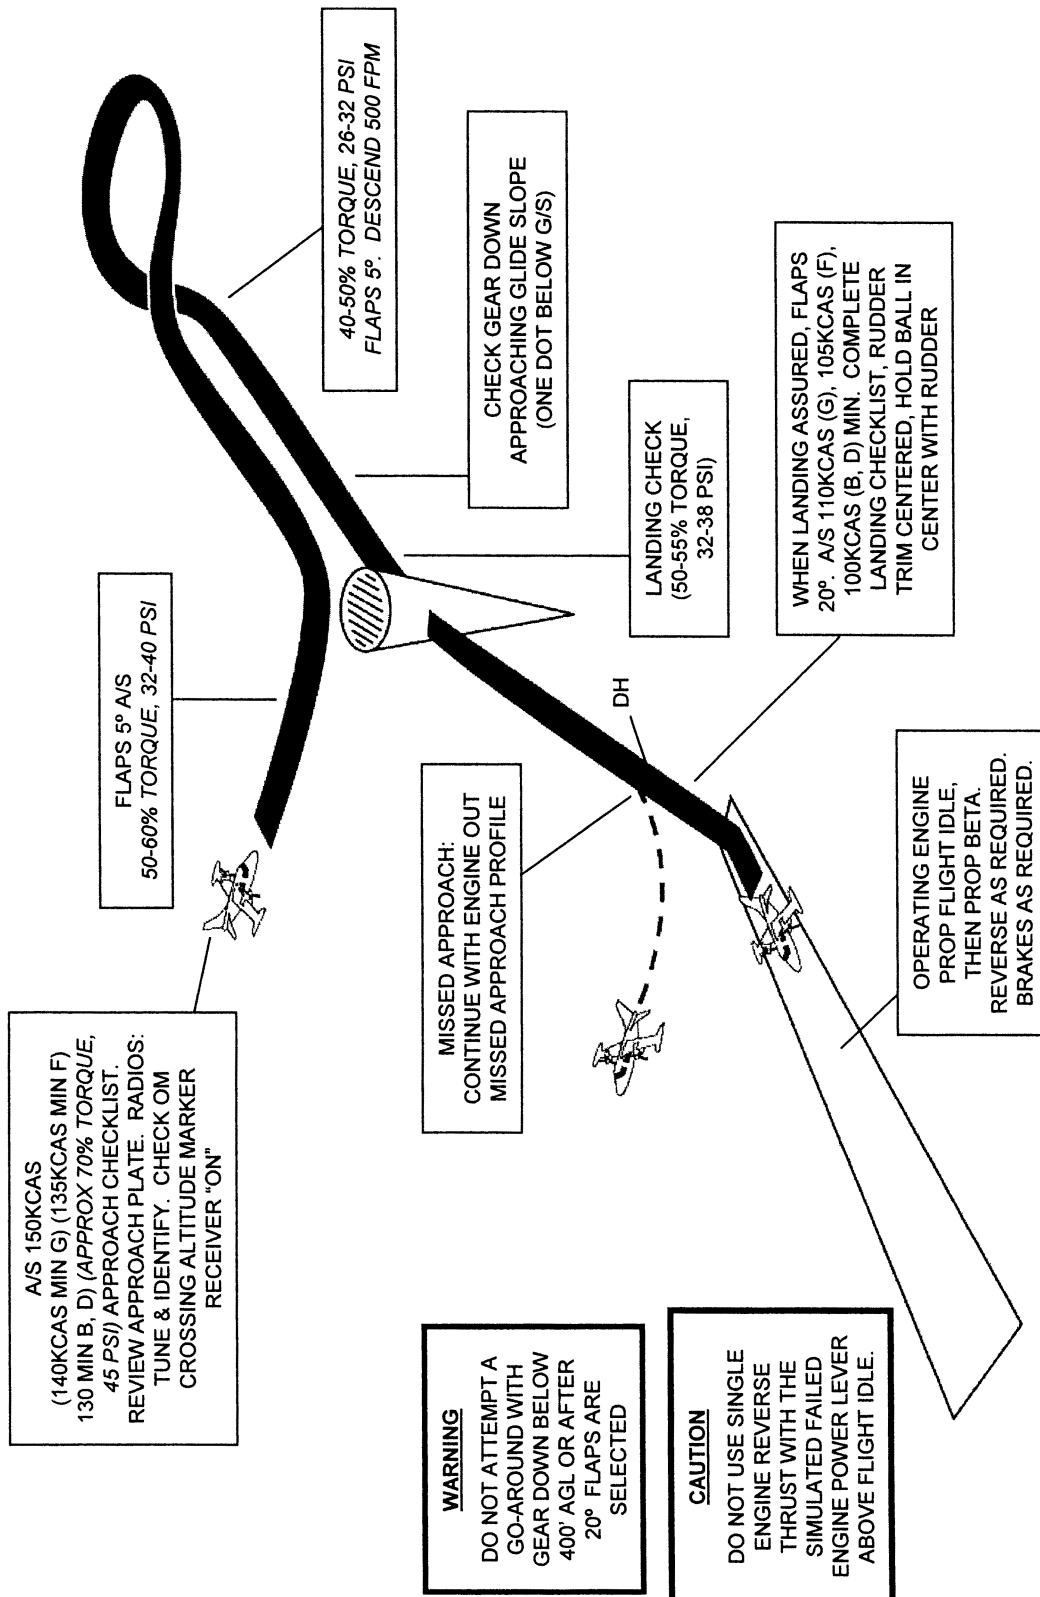 A/S 150KCAS
(140KCAS MIN G) (135KCAS MIN F)
130 MIN B, D) (APPROX 70% TORQUE,
45 PSI) APPROACH CHECKLIST.
REVIEW APPROACH PLATE. RADIOS:
TUNE & IDENTIFY. CHECK OM
CROSSING ALTITUDE MARKER
RECEIVER "ON"
FLAPS 5º A/S
50-60% TORQUE, 32-40 PSI
40-50% TORQUE, 26-32 PSI
FLAPS 5º. DESCEND 500 FPM
CHECK GEAR DOWN
APPROACHING GLIDE SLOPE
(ONE DOT BELOW G/S)
LANDING CHECK
(50-55% TORQUE,
32-38 PSI)
DH
MISSED APPROACH:
CONTINUE WITH ENGINE OUT
MISSED APPROACH PROFILE
WHEN LANDING ASSURED, FLAPS
20º. A/S 110KCAS (G), 105KCAS (F),
100KCAS (B, D) MIN. COMPLETE
LANDING CHECKLIST, RUDDER
TRIM CENTERED, HOLD BALL IN
CENTER WITH RUDDER
OPERATING ENGINE
PROP FLIGHT IDLE,
THEN PROP BETA.
REVERSE AS REQUIRED.
BRAKES AS REQUIRED.
WARNING
DO NOT ATTEMPT A
GO-AROUND WITH
GEAR DOWN BELOW
400' AGL OR AFTER
20º FLAPS ARE
SELECTED
CAUTION
DO NOT USE SINGLE
ENGINE REVERSE
THRUST WITH THE
SIMULATED FAILED
ENGINE POWER LEVER
ABOVE FLIGHT IDLE.